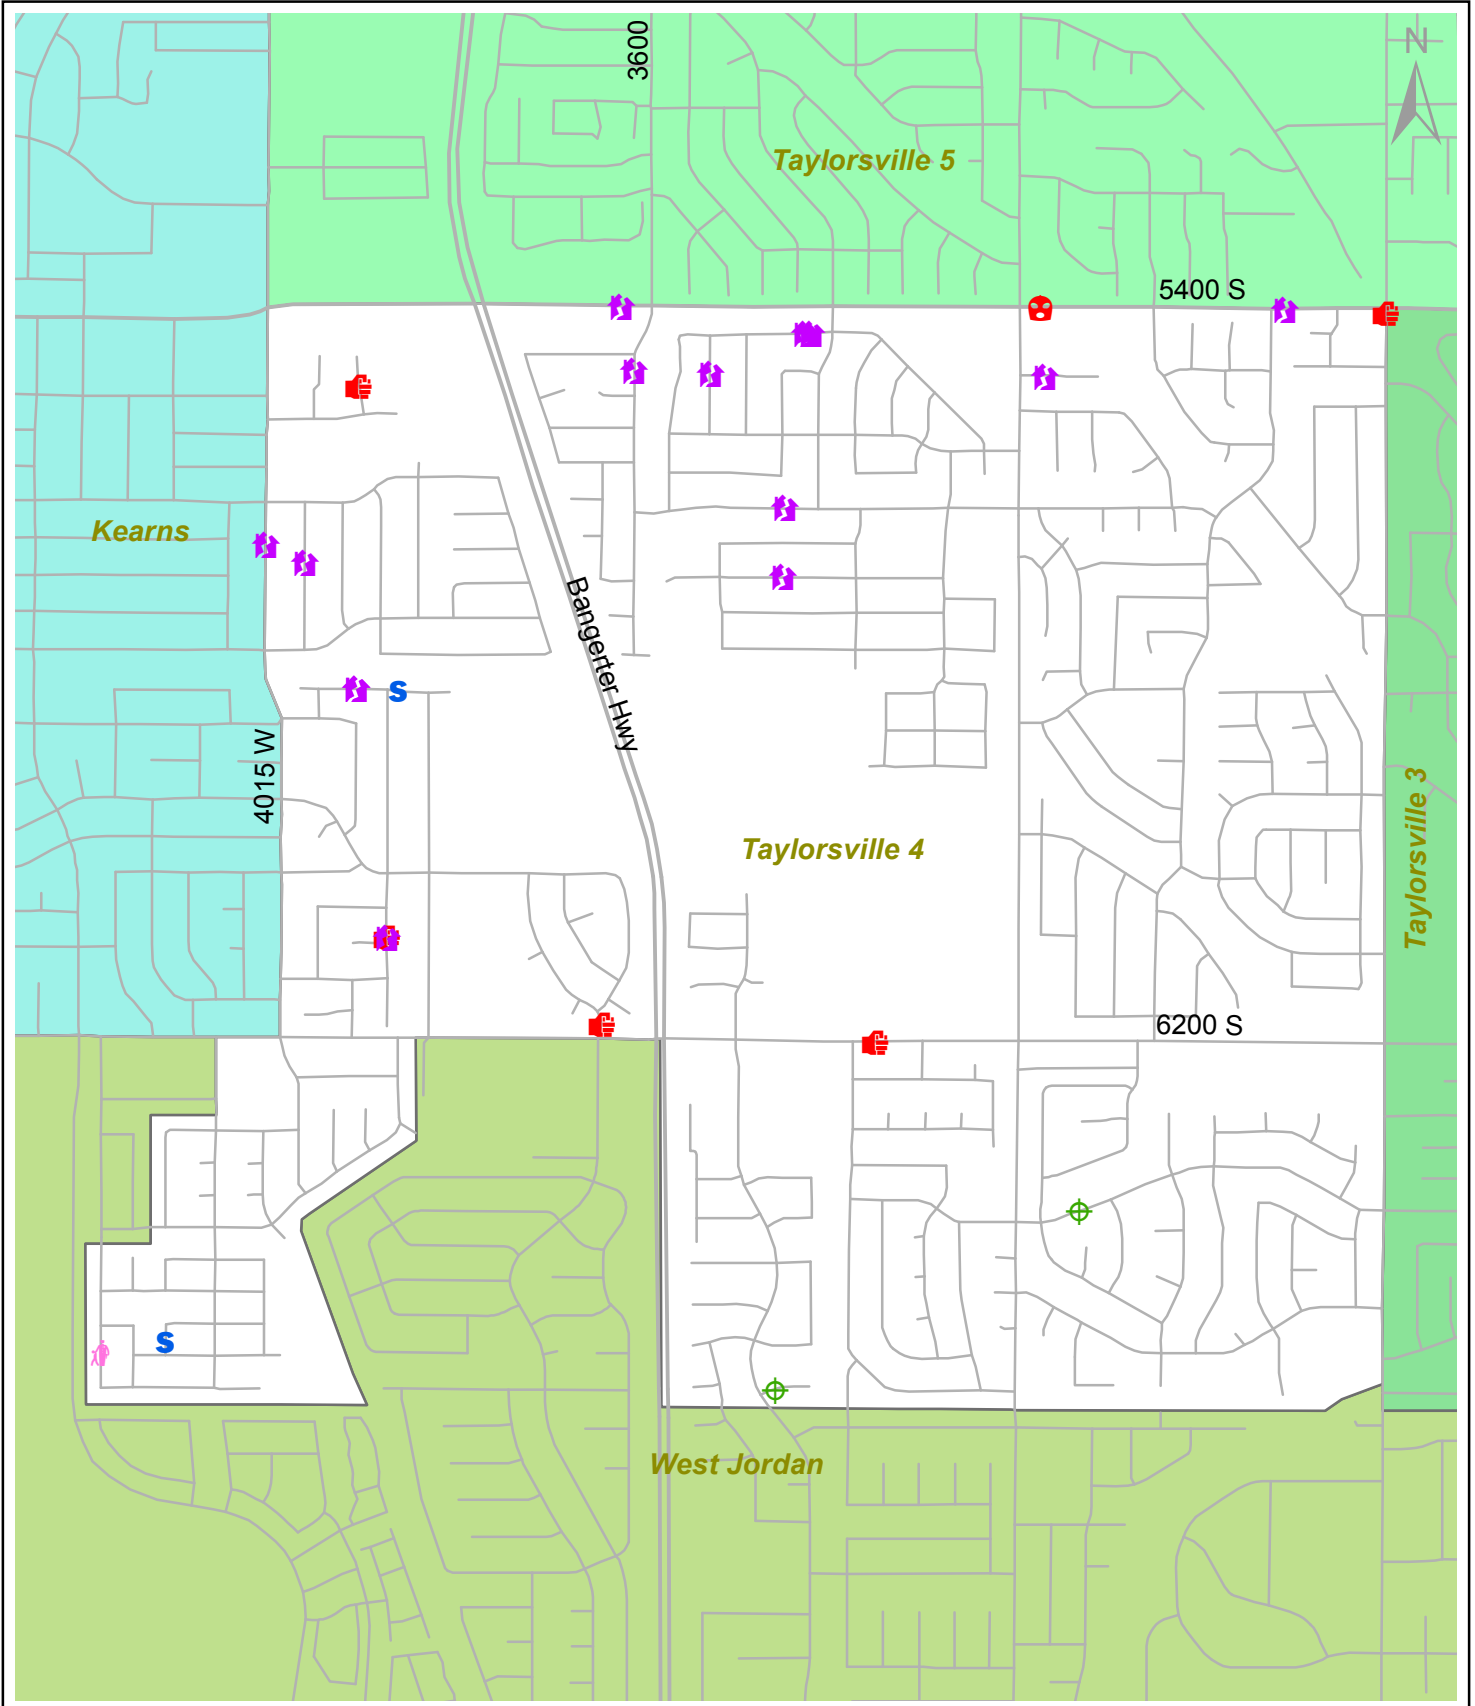 3600
N
Taylorsville 5
5400 S
Kearns
Bangerter Hwy
S
4015 W
Taylorsville 4
Taylorsville 3
6200 S
S
West Jordan